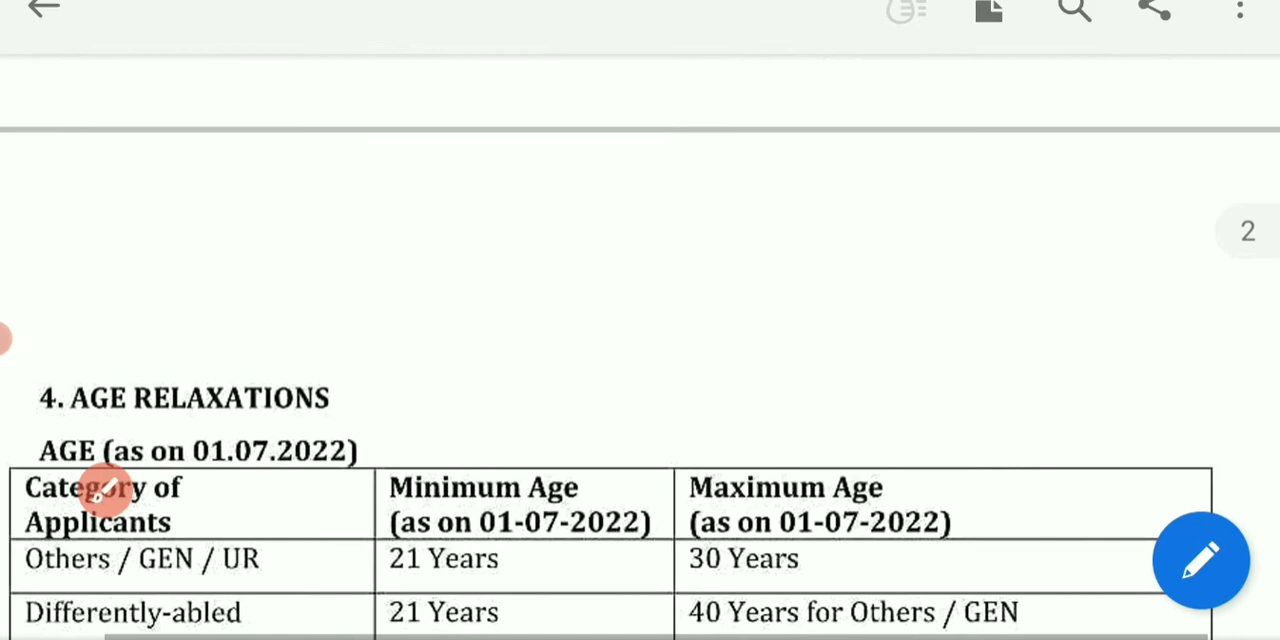 2
4. AGE RELAXATIONS
AGE (as on 01.07.2022)
Category of Applicants
Minimum Age (as on 01-07-2022)
Maximum Age (as on 01-07-2022)
Others / GEN / UR
21 Years
30 Years
Differently-abled
21 Years
40 Years for Others / GEN